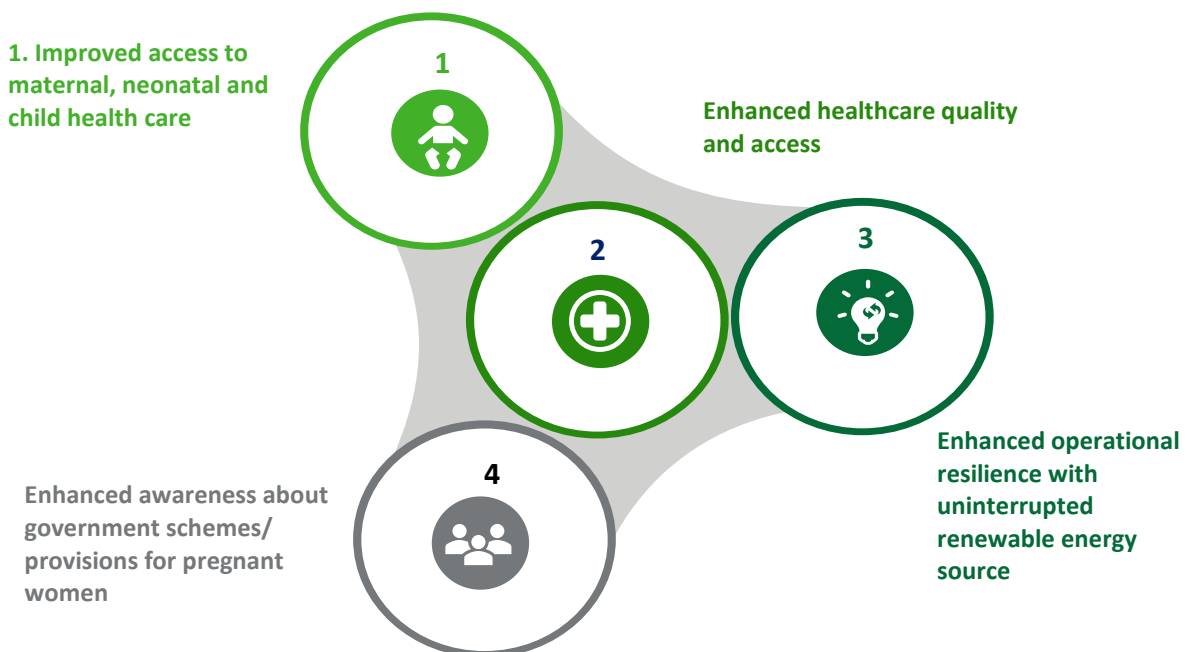 1. Improved access to
maternal, neonatal and
child health care
1
Enhanced healthcare quality
and access
2
3
Enhanced operational
resilience with
uninterrupted
renewable energy
source
4
Enhanced awareness about
government schemes/
provisions for pregnant
women